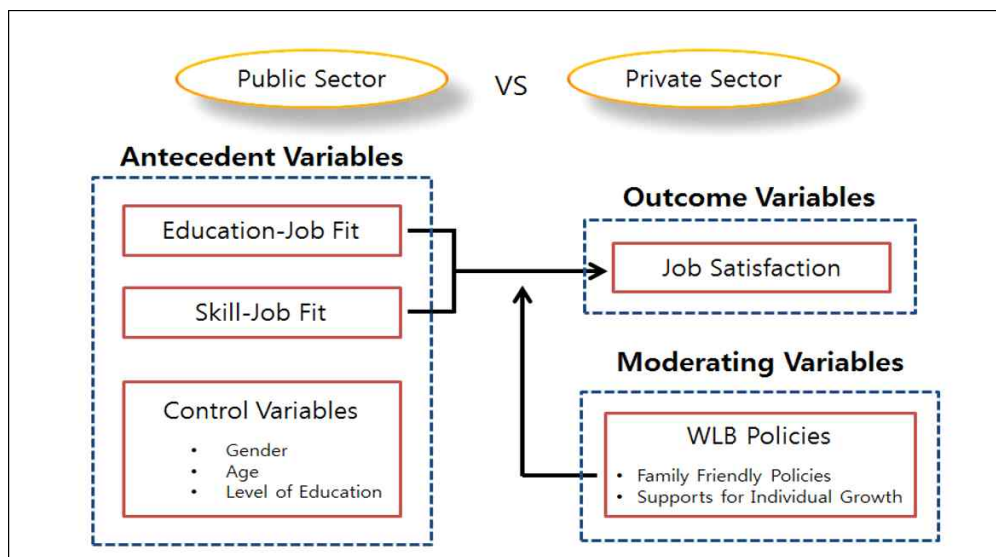 Public Sector
VS
Private Sector
Antecedent Variables
Education-Job Fit
Skill-Job Fit
Control Variables
• Gender
• Age
• Level of Education
Outcome Variables
Job Satisfaction
Moderating Variables
WLB Policies
• Family Friendly Policies
• Supports for Individual Growth